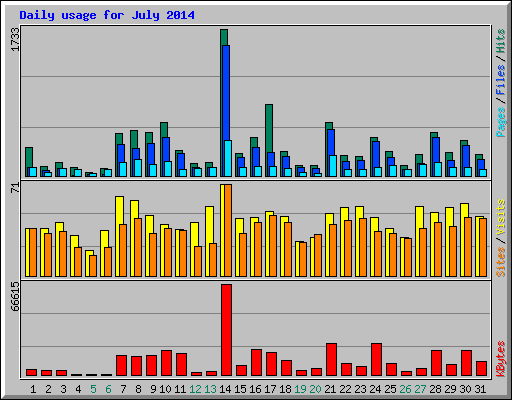 Daily usage for July 2014
1733
Pages / Files / Hits
71
Sites / Visits
66615
KBytes
1 2 3 4 5 6 7 8 9 10 11 12 13 14 15 16 17 18 19 20 21 22 23 24 25 26 27 28 29 30 31